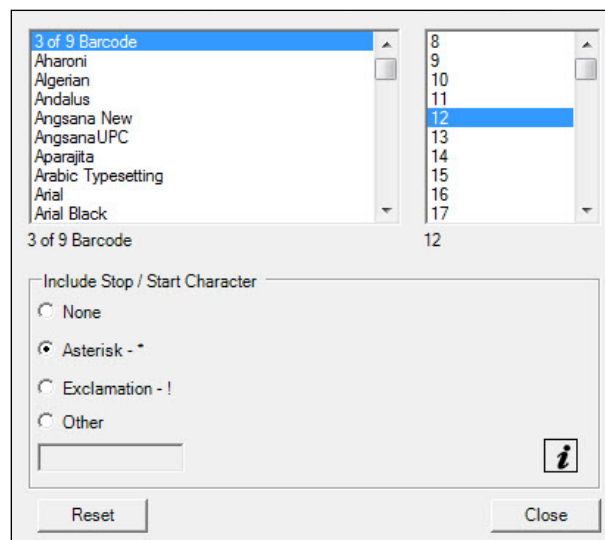 3 of 9 Barcode
Aharoni
Algerian
Andalus
Angsana New
AngsanaUPC
Aparajita
Arabic Typesetting
Arial
Arial Black
8
9
10
11
12
13
14
15
16
17
3 of 9 Barcode
12
Include Stop / Start Character
None
Asterisk - *
Exclamation - !
Other
i
Reset
Close